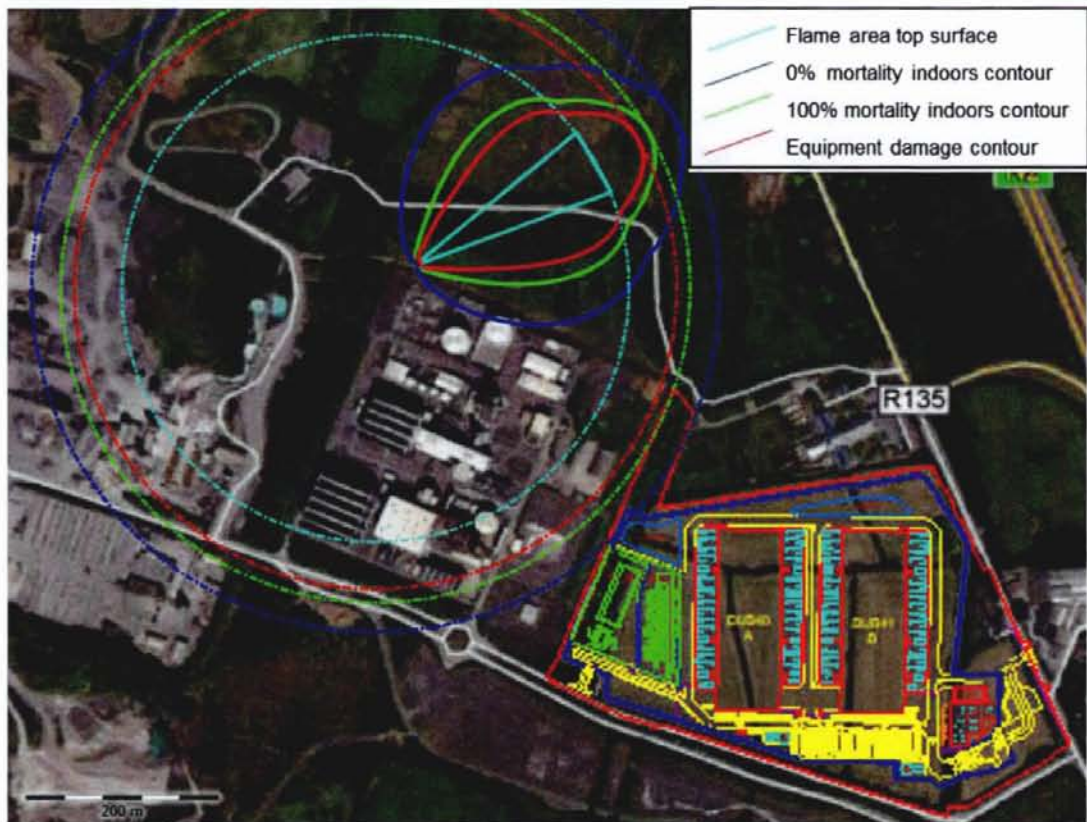 Flame area top surface
0% mortality indoors contour
100% mortality indoors contour
Equipment damage contour
R135
A
200 m